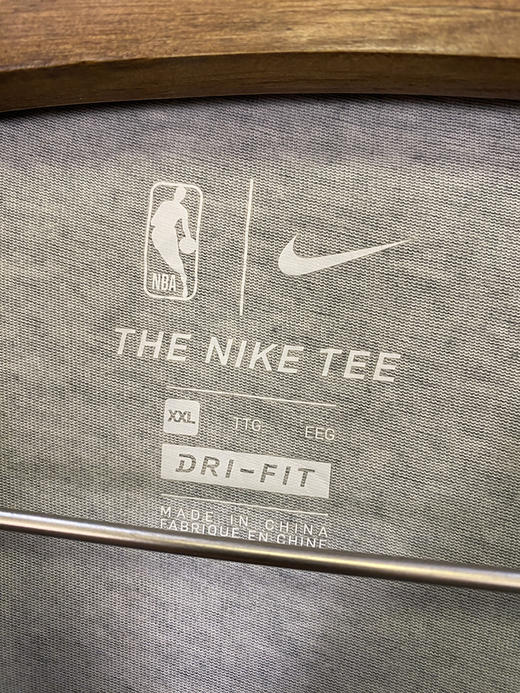 NBA
THE NIKE TEE
XXL TTG EEG
DRI-FIT
MADE IN CHINA
FABRIQUE EN CHINE